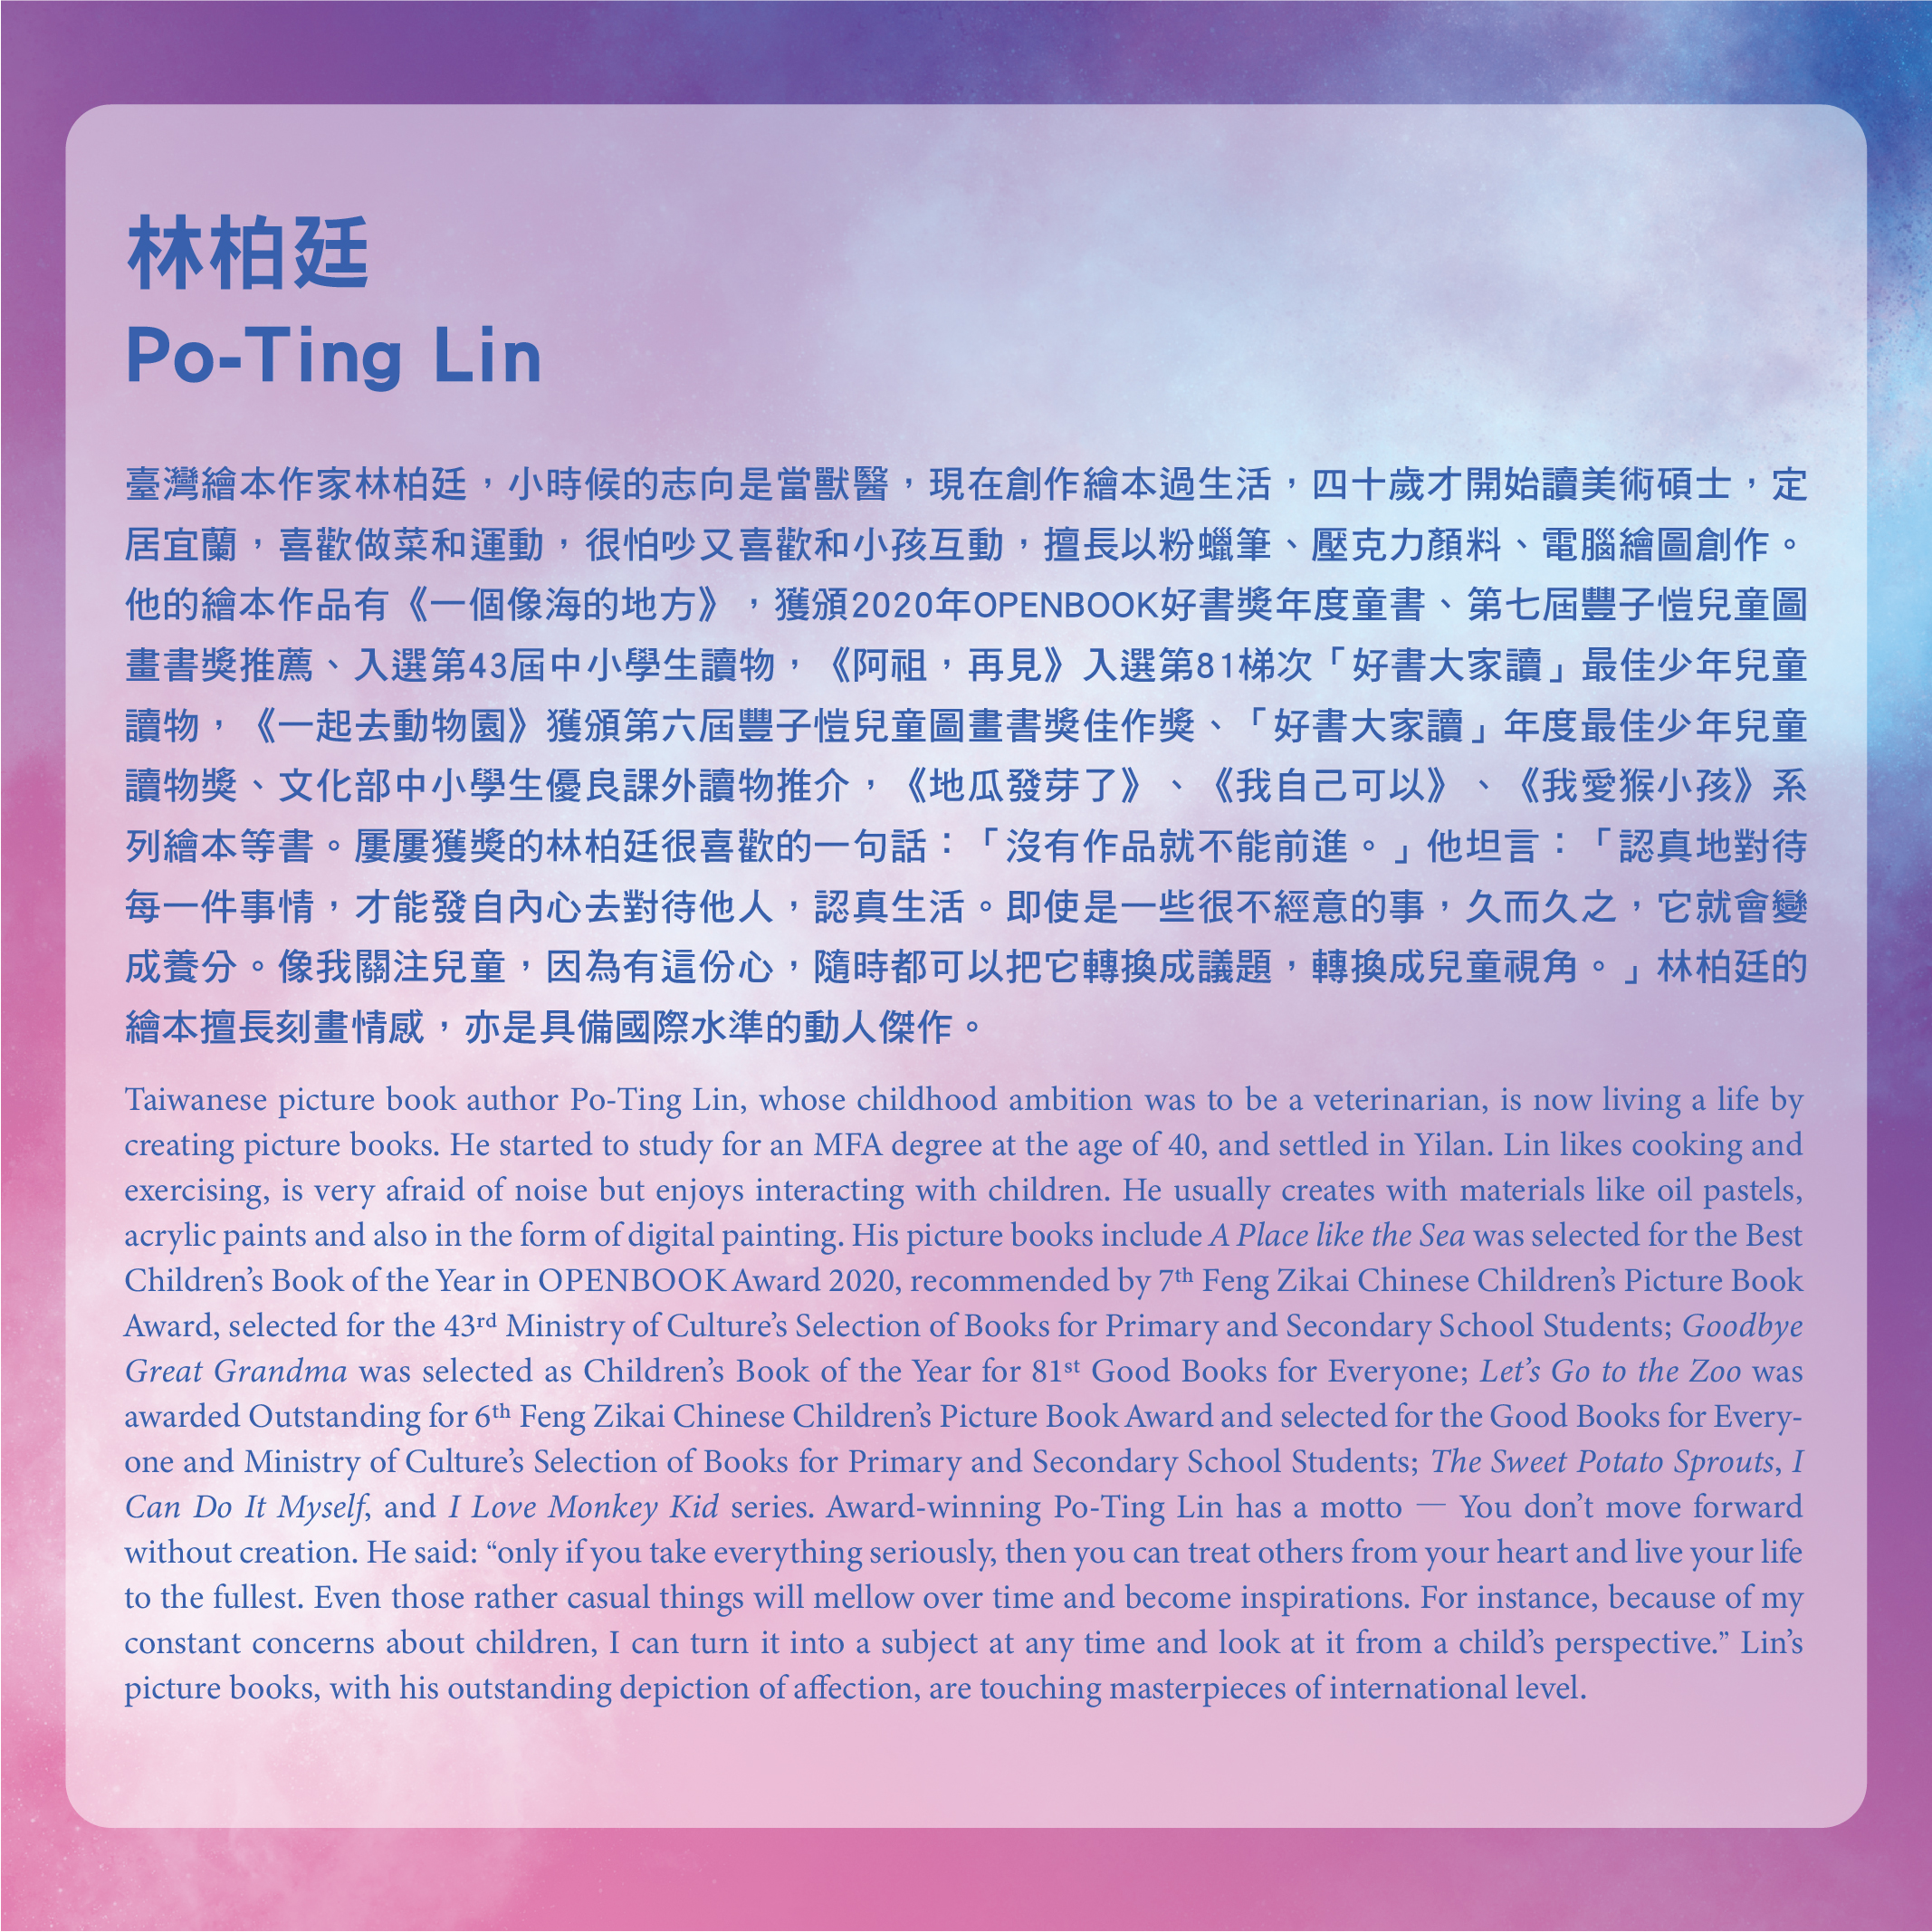 林柏廷
Po-Ting Lin
臺灣繪本作家林柏廷，小時候的志向是當獸醫，現在創作繪本過生活，四十歲才開始讀美術碩士，定
居宜蘭，喜歡做菜和運動，很怕吵又喜歡和小孩互動，擅長以粉蠟筆、壓克力顏料、電腦繪圖創作。
他的繪本作品有《一個像海的地方》，獲頒2020年OPENBOOK好書獎年度童書、第七屆豐子愷兒童圖
畫書獎推薦、入選第43屆中小學生讀物，《阿祖，再見》入選第81梯次「好書大家讀」最佳少年兒童
讀物，《一起去動物園》獲頒第六屆豐子愷兒童圖畫書獎佳作獎、「好書大家讀」年度最佳少年兒童
讀物獎、文化部中小學生優良課外讀物推介，《地瓜發芽了》、《我自己可以》、《我愛猴小孩》系
列繪本等書。屢屢獲獎的林柏廷很喜歡的一句話：「沒有作品就不能前進。」他坦言：「認真地對待
每一件事情，才能發自內心去對待他人，認真生活。即使是一些很不經意的事，久而久之，它就會變
成養分。像我關注兒童，因為有這份心，隨時都可以把它轉換成議題，轉換成兒童視角。」林柏廷的
繪本擅長刻畫情感，亦是具備國際水準的動人傑作。
Taiwanese picture book author Po-Ting Lin, whose childhood ambition was to be a veterinarian, is now living a life by
creating picture books. He started to study for an MFA degree at the age of 40, and settled in Yilan. Lin likes cooking and
exercising, is very afraid of noise but enjoys interacting with children. He usually creates with materials like oil pastels,
acrylic paints and also in the form of digital painting. His picture books include A Place like the Sea was selected for the Best
Children’s Book of the Year in OPENBOOK Award 2020, recommended by 7th Feng Zikai Chinese Children’s Picture Book
Award, selected for the 43rd Ministry of Culture’s Selection of Books for Primary and Secondary School Students; Goodbye
Great Grandma was selected as Children’s Book of the Year for 81st Good Books for Everyone; Let’s Go to the Zoo was
awarded Outstanding for 6th Feng Zikai Chinese Children’s Picture Book Award and selected for the Good Books for Every-
one and Ministry of Culture’s Selection of Books for Primary and Secondary School Students; The Sweet Potato Sprouts, I
Can Do It Myself, and I Love Monkey Kid series. Award-winning Po-Ting Lin has a motto — You don’t move forward
without creation. He said: “only if you take everything seriously, then you can treat others from your heart and live your life
to the fullest. Even those rather casual things will mellow over time and become inspirations. For instance, because of my
constant concerns about children, I can turn it into a subject at any time and look at it from a child’s perspective.” Lin’s
picture books, with his outstanding depiction of affection, are touching masterpieces of international level.